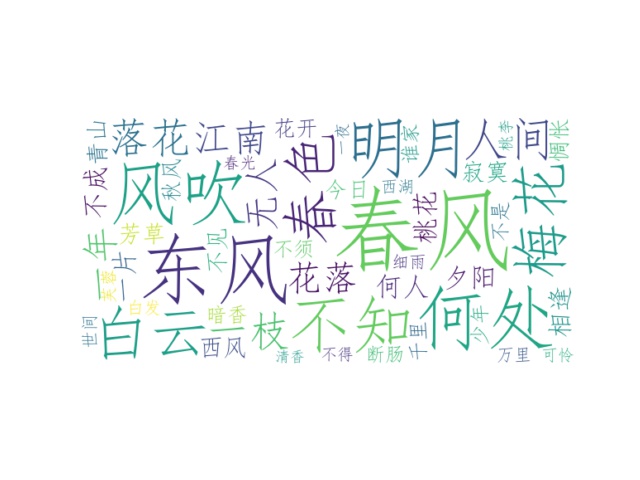 青山
落花
江南
花开
一夜
明月
谁家
人间
桃李
惆怅
不成
风吹
秋风
春光
无人
春色
今日
西湖
春风
桃花
寂寞
不是
梅花
一年
芳草
一片
芙蓉
东风
不见
不须
花落
细雨
何人
夕阳
白发
世间
白云
暗香
西风
一枝
清香
不知
不得
断肠
千里
何处
少年
万里
相逢
可怜